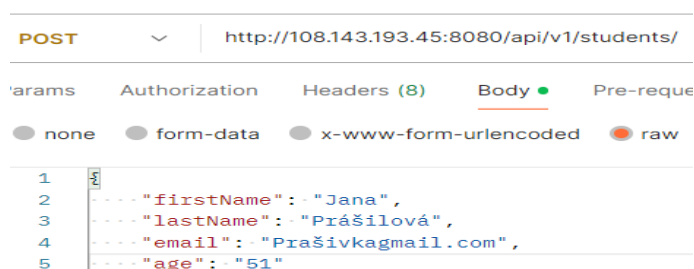 POST http://108.143.193.45:8080/api/v1/students/
arams Authorization Headers (8) Body Pre-reque
none form-data x-www-form-urlencoded raw
1 {
2 "firstName": "Jana",
3 "lastName": "Prášilová",
4 "email": "Prašivkagmail.com",
5 "age": "51"